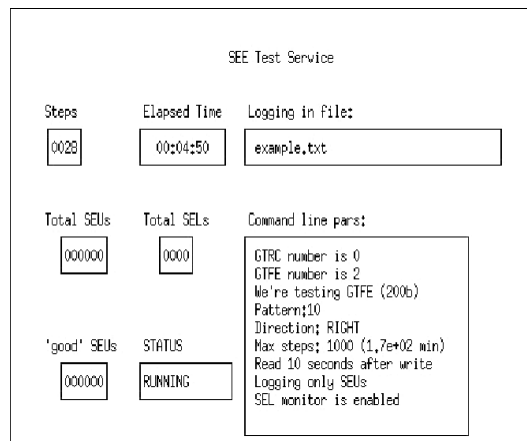 SEE Test Service
Steps Elapsed Time Logging in file:
0028 00:04:50 example.txt
Total SEUs Total SELs Command line pars:
000000 0000
GTRC number is 0
GTFE number is 2
We're testing GTFE (200b)
Pattern:10
Direction: RIGHT
Max steps: 1000 (1.7e+02 min)
Read 10 seconds after write
Logging only SEUs
SEL monitor is enabled
'good' SEUs STATUS
000000 RUNNING